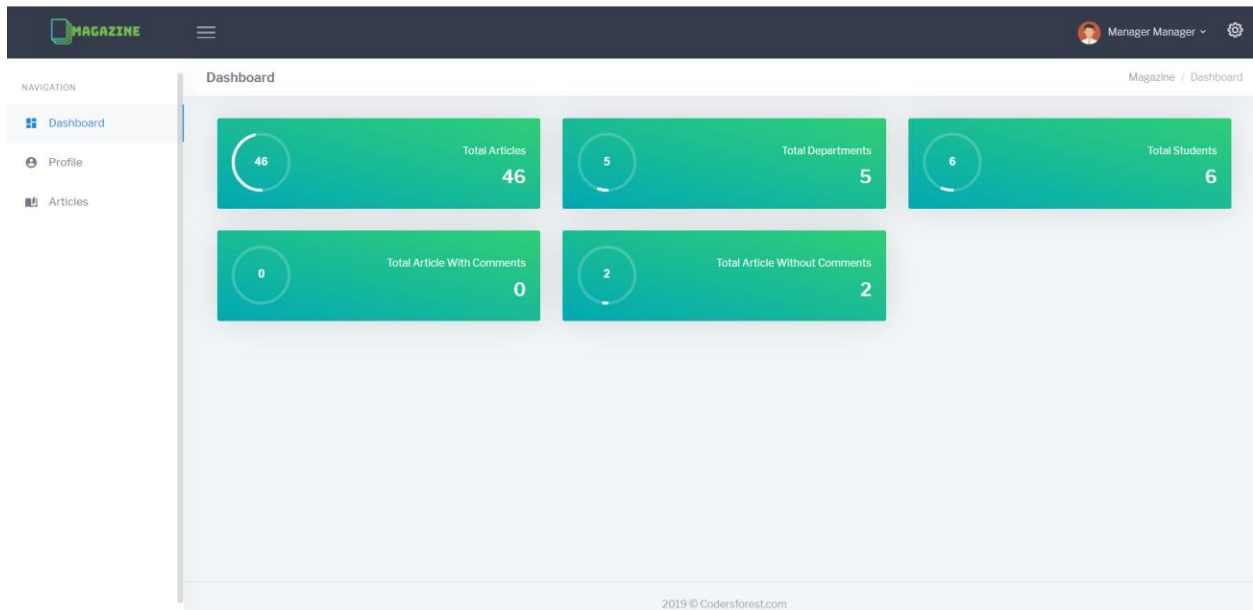 MAGAZINE
Manager Manager
NAVIGATION
Dashboard
Profile
Articles
Dashboard
Magazine / Dashboard
46
Total Articles
46
5
Total Departments
5
6
Total Students
6
0
Total Article With Comments
0
2
Total Article Without Comments
2
2019 © Codersforest.com